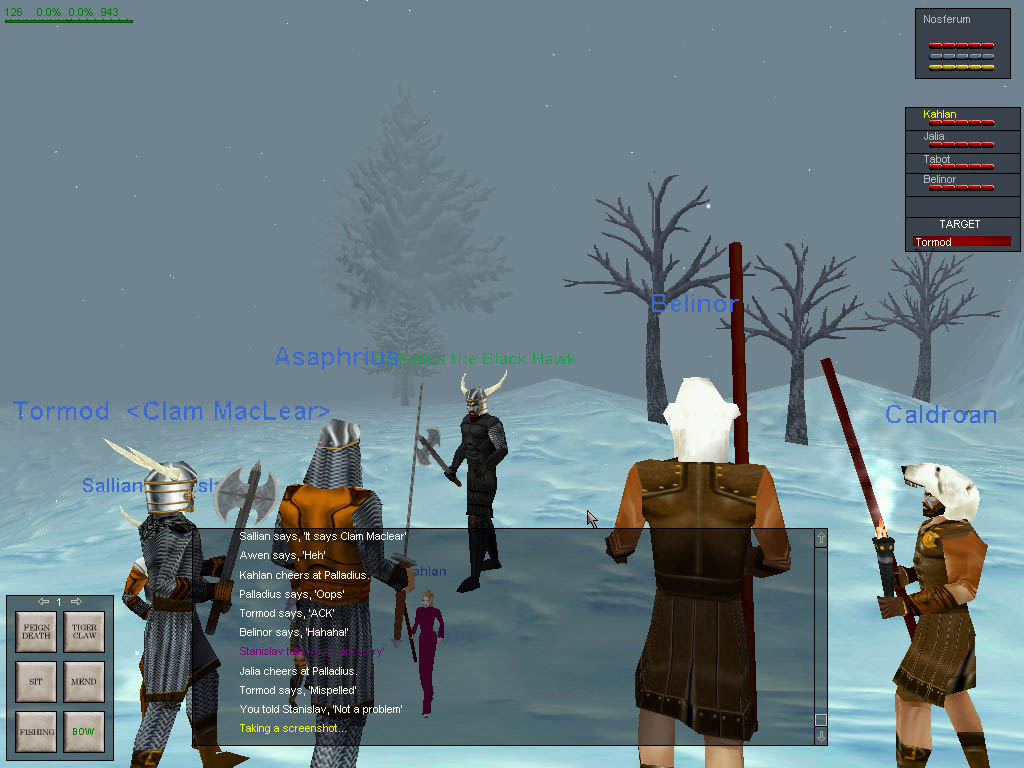 126 0.0% 0.0% 943
Nosferum
Kahlan
Jalia
Tabot
Belinor
TARGET
Tormod
Belinor
Asaphrius
the Black Hawk
Tormod <Clam MacLear>
Caldroan
Sallian
Sallian says, 'It says Clam Maclear'
Awen says, 'Heh'
Kahlan cheers at Palladius.
ahlan
Palladius says, 'Oops'
Tormod says, 'ACK'
Belinor says, 'Hahaha!'
Stanislav
Jalia cheers at Palladius.
Tormod says, 'Mispelled'
You told Stanislav, 'Not a problem'
Taking a screenshot...
1
FEIGN DEATH
TIGER CLAW
SIT
MEND
FISHING
BOW